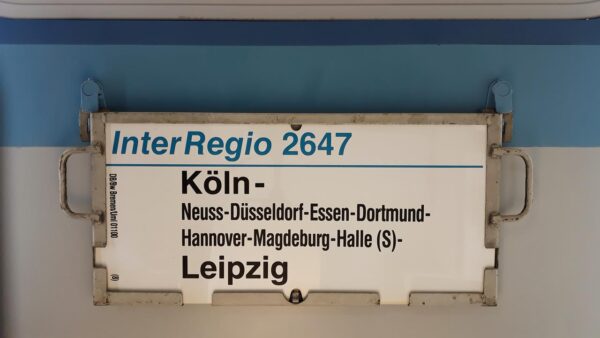 InterRegio 2647
Köln-
Neuss-Düsseldorf-Essen-Dortmund-
Hannover-Magdeburg-Halle (S)-
Leipzig